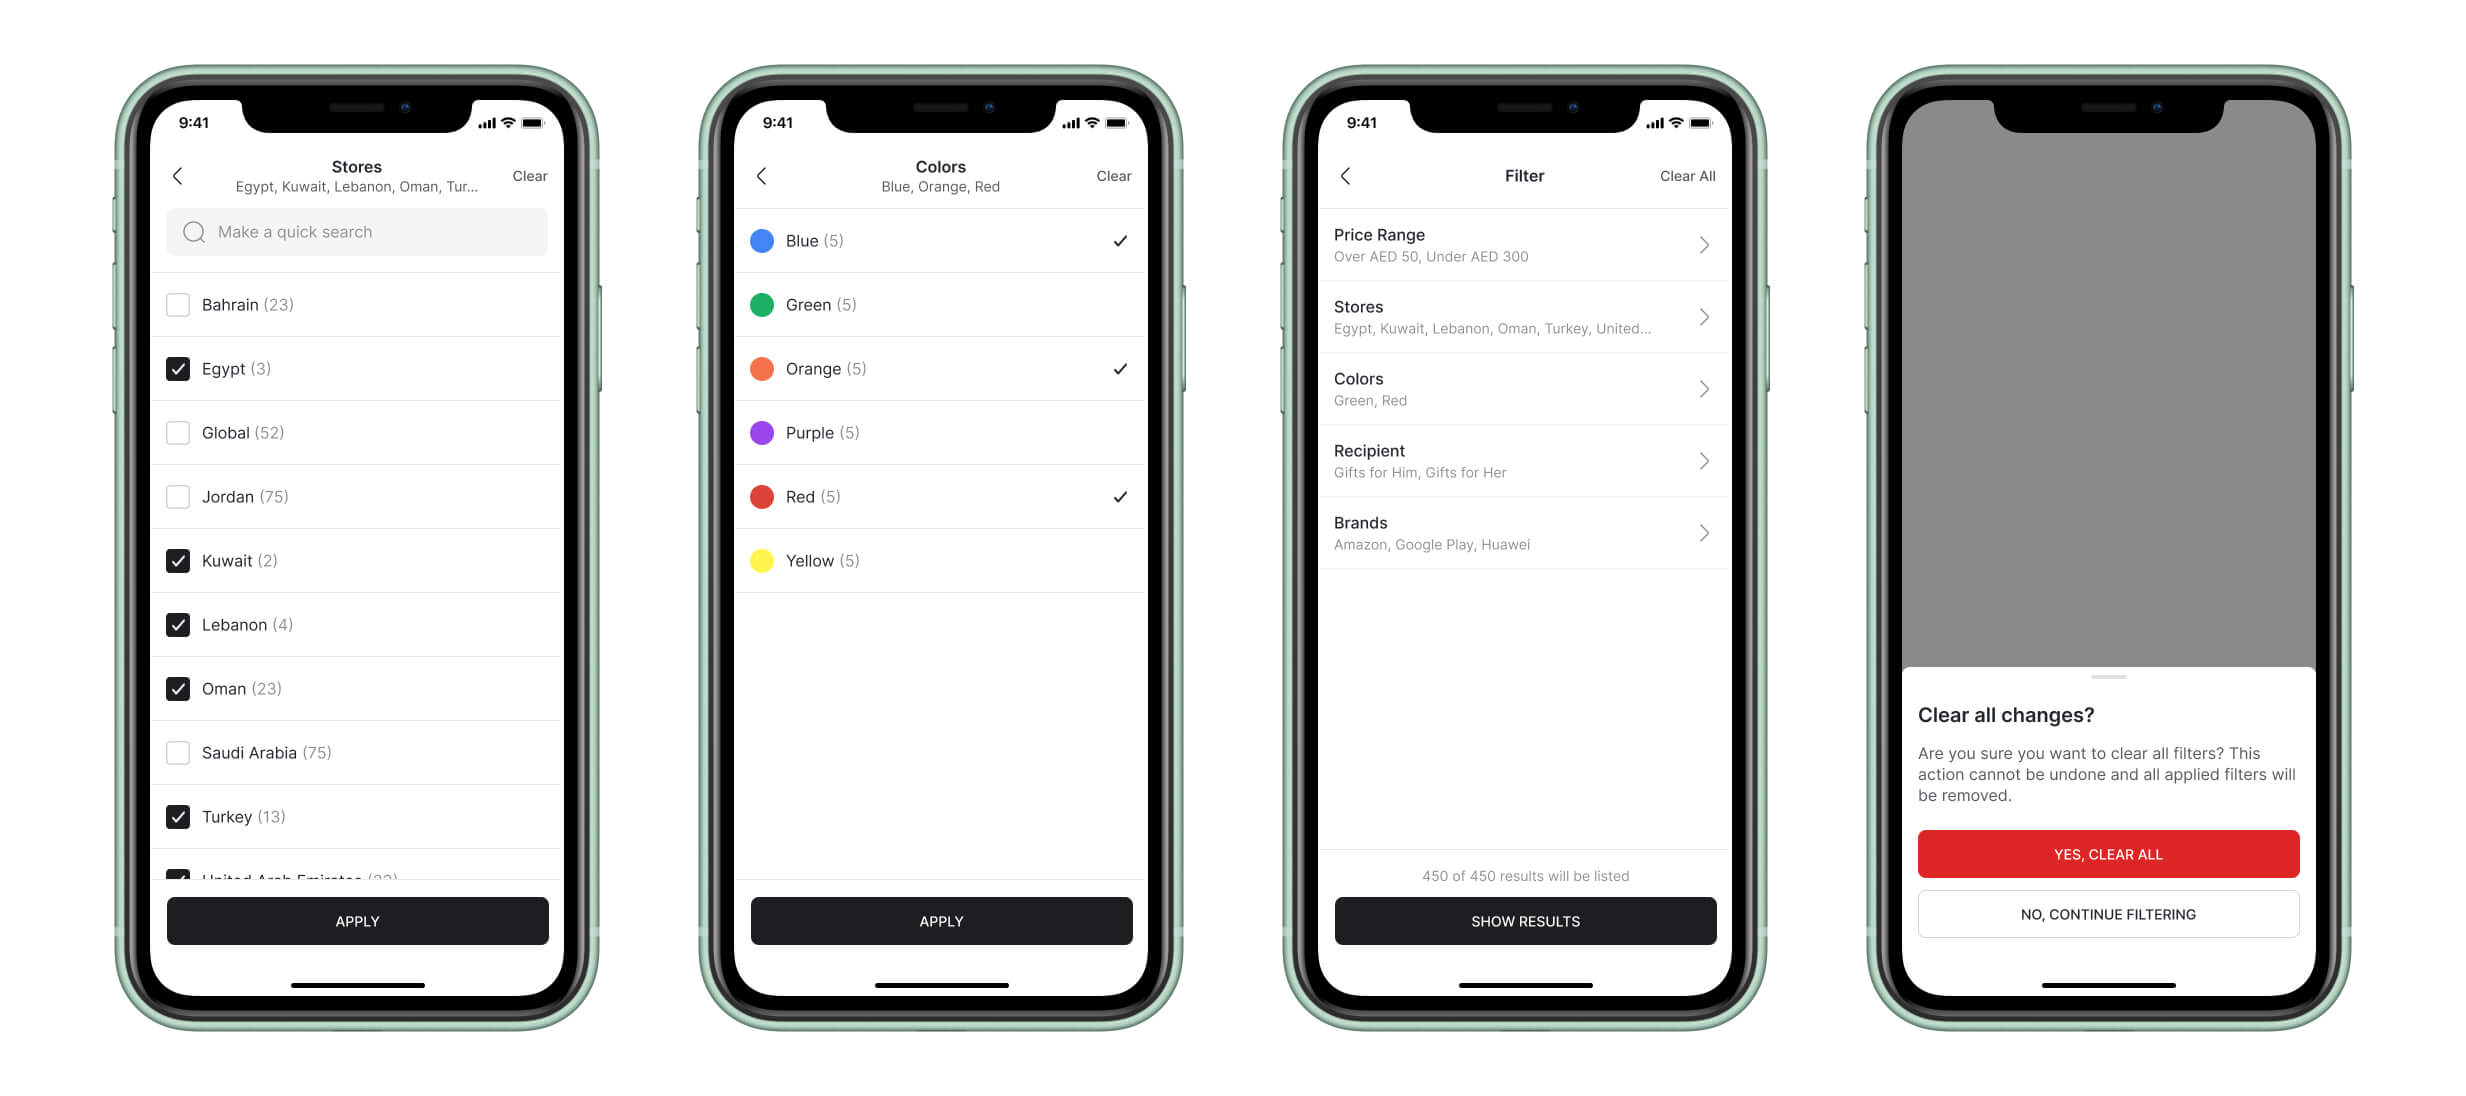 9:41
Stores
Egypt, Kuwait, Lebanon, Oman, Tur...
Clear
Make a quick search
Bahrain (23)
Egypt (3)
Global (52)
Jordan (75)
Kuwait (2)
Lebanon (4)
Oman (23)
Saudi Arabia (75)
Turkey (13)
United Arab Emirates
APPLY
9:41
Colors
Blue, Orange, Red
Clear
Blue (5)
Green (5)
Orange (5)
Purple (5)
Red (5)
Yellow (5)
APPLY
9:41
Filter
Clear All
Price Range
Over AED 50, Under AED 300
Stores
Egypt, Kuwait, Lebanon, Oman, Turkey, United...
Colors
Green, Red
Recipient
Gifts for Him, Gifts for Her
Brands
Amazon, Google Play, Huawei
450 of 450 results will be listed
SHOW RESULTS
Clear all changes?
Are you sure you want to clear all filters? This
action cannot be undone and all applied filters will
be removed.
YES, CLEAR ALL
NO, CONTINUE FILTERING